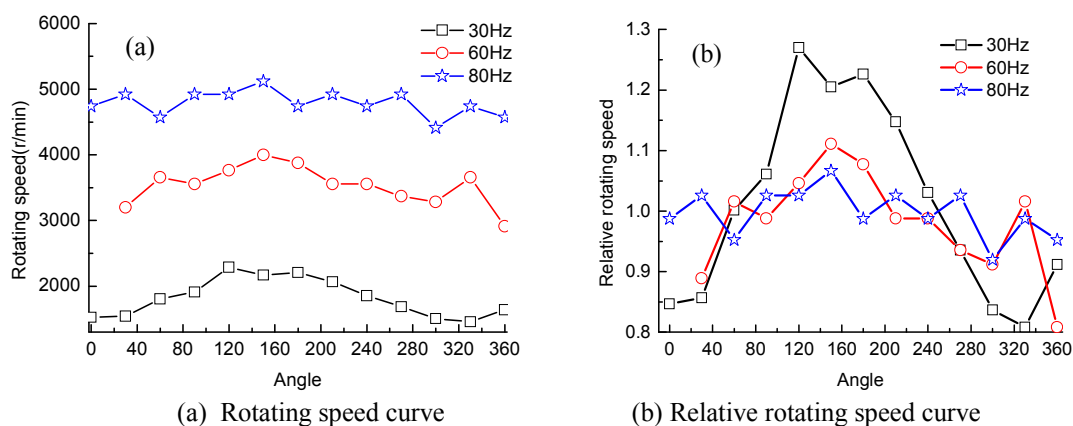 6000
5000
4000
3000
2000
Rotating speed(r/min)
(a)
30Hz
60Hz
80Hz
0 40 80 120 160 200 240 280 320 360
Angle
(a) Rotating speed curve
1.3
1.2
1.1
1.0
0.9
0.8
Relative rotating speed
(b)
30Hz
60Hz
80Hz
0 40 80 120 160 200 240 280 320 360
Angle
(b) Relative rotating speed curve